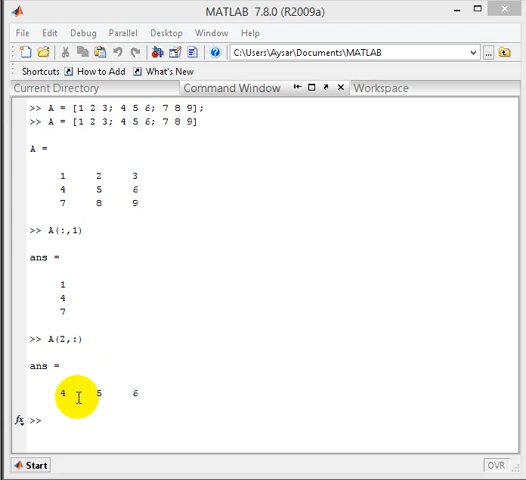 MATLAB 7.8.0 (R2009a)
File Edit Debug Parallel Desktop Window Help
C:\Users\Aysar\Documents\MATLAB
Shortcuts How to Add What's New
Current Directory Command Window Workspace
>> A = [1 2 3; 4 5 6; 7 8 9];
>> A = [1 2 3; 4 5 6; 7 8 9]
A =
1 2 3
4 5 6
7 8 9
>> A(:,1)
ans =
1
4
7
>> A(2,:)
ans =
4 5 6
fx >>
Start OVR